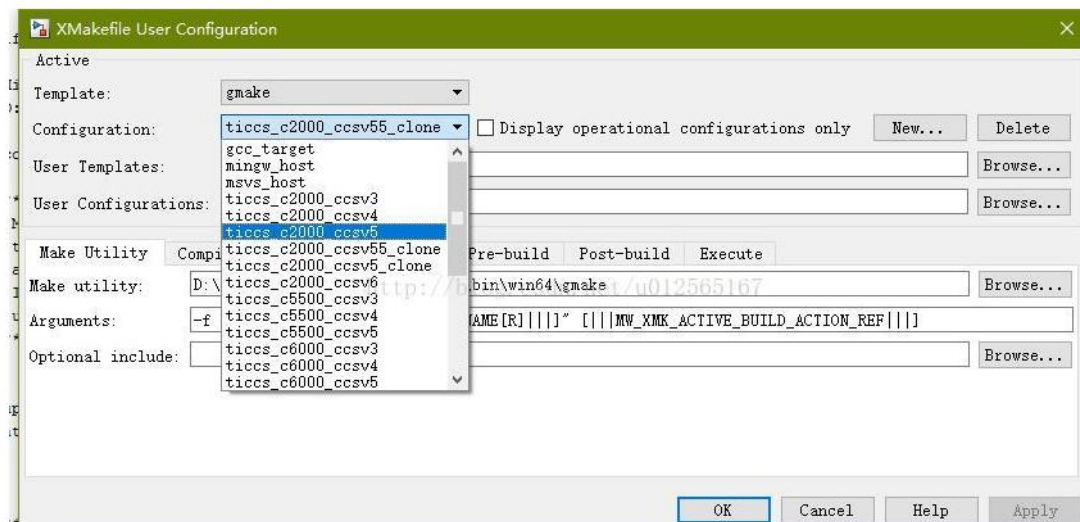 XMakefile User Configuration
Active
Template:
gmake
Configuration:
ticcs_c2000_ccsv55_clone
Display operational configurations only
New...
Delete
gcc_target
mingw_host
msvs_host
ticcs_c2000_ccsv3
ticcs_c2000_ccsv4
ticcs_c2000_ccsv5
ticcs_c2000_ccsv55_clone
ticcs_c2000_ccsv5_clone
ticcs_c2000_ccsv6
ticcs_c5500_ccsv3
ticcs_c5500_ccsv4
ticcs_c5500_ccsv5
ticcs_c6000_ccsv3
ticcs_c6000_ccsv4
ticcs_c6000_ccsv5
User Templates:
Browse...
User Configurations:
Browse...
Make Utility
Compi
Pre-build
Post-build
Execute
Make utility:
D:\
bin\win64\gmake
Browse...
Arguments:
-f
AME[R]|||]" [|||MW_XMK_ACTIVE_BUILD_ACTION_REF|||]
Optional include:
Browse...
OK
Cancel
Help
Apply